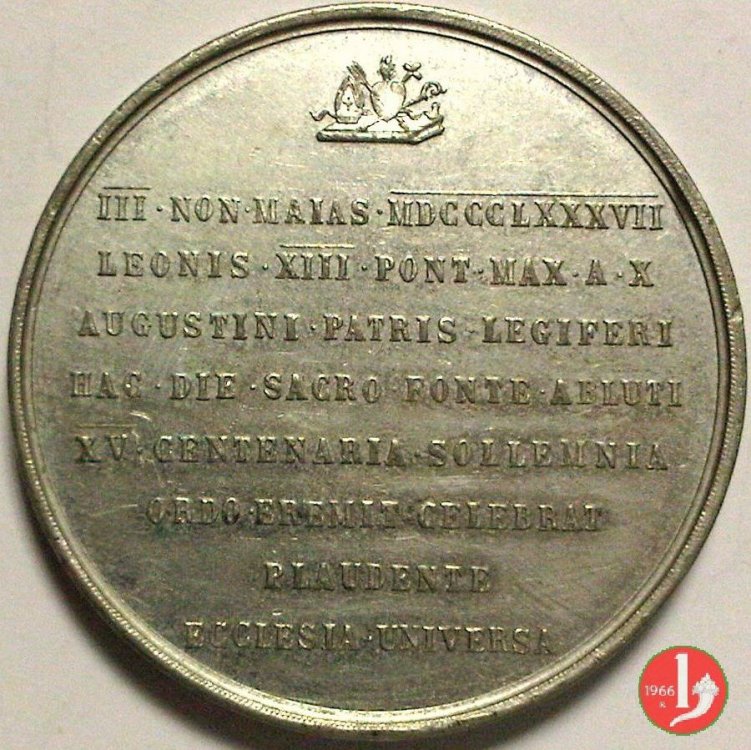 III · NON · MAIAS · MDCCCLXXXVII
LEONIS · XIII · PONT · MAX · A · X
AUGUSTINI · PATRIS · LEGIFERI
HAC · DIE · SACRO FONTE · ABLUTI
XV · CENTENARIA · SOLLEMNIA
ORDO · EREMIT · CELEBRAT
PLAUDENTE
ECCLESIA · UNIVERSA
1966
R